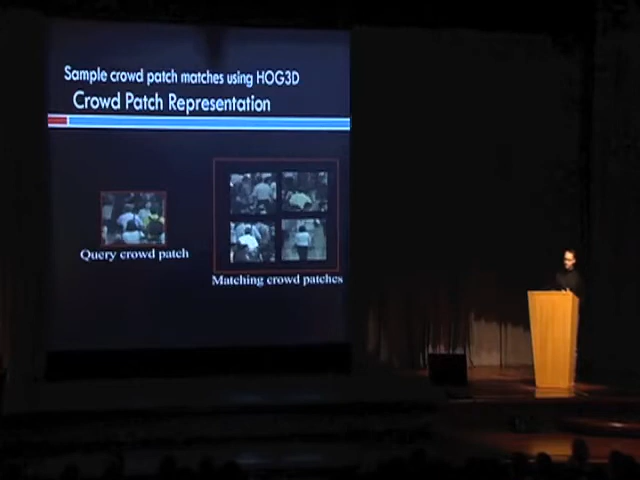 Sample crowd patch matches using HOG3D
Crowd Patch Representation
Query crowd patch
Matching crowd patches